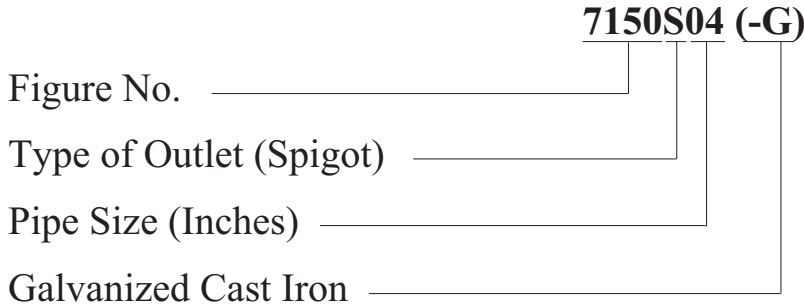 7150S04 (-G)
Figure No.
Type of Outlet (Spigot)
Pipe Size (Inches)
Galvanized Cast Iron